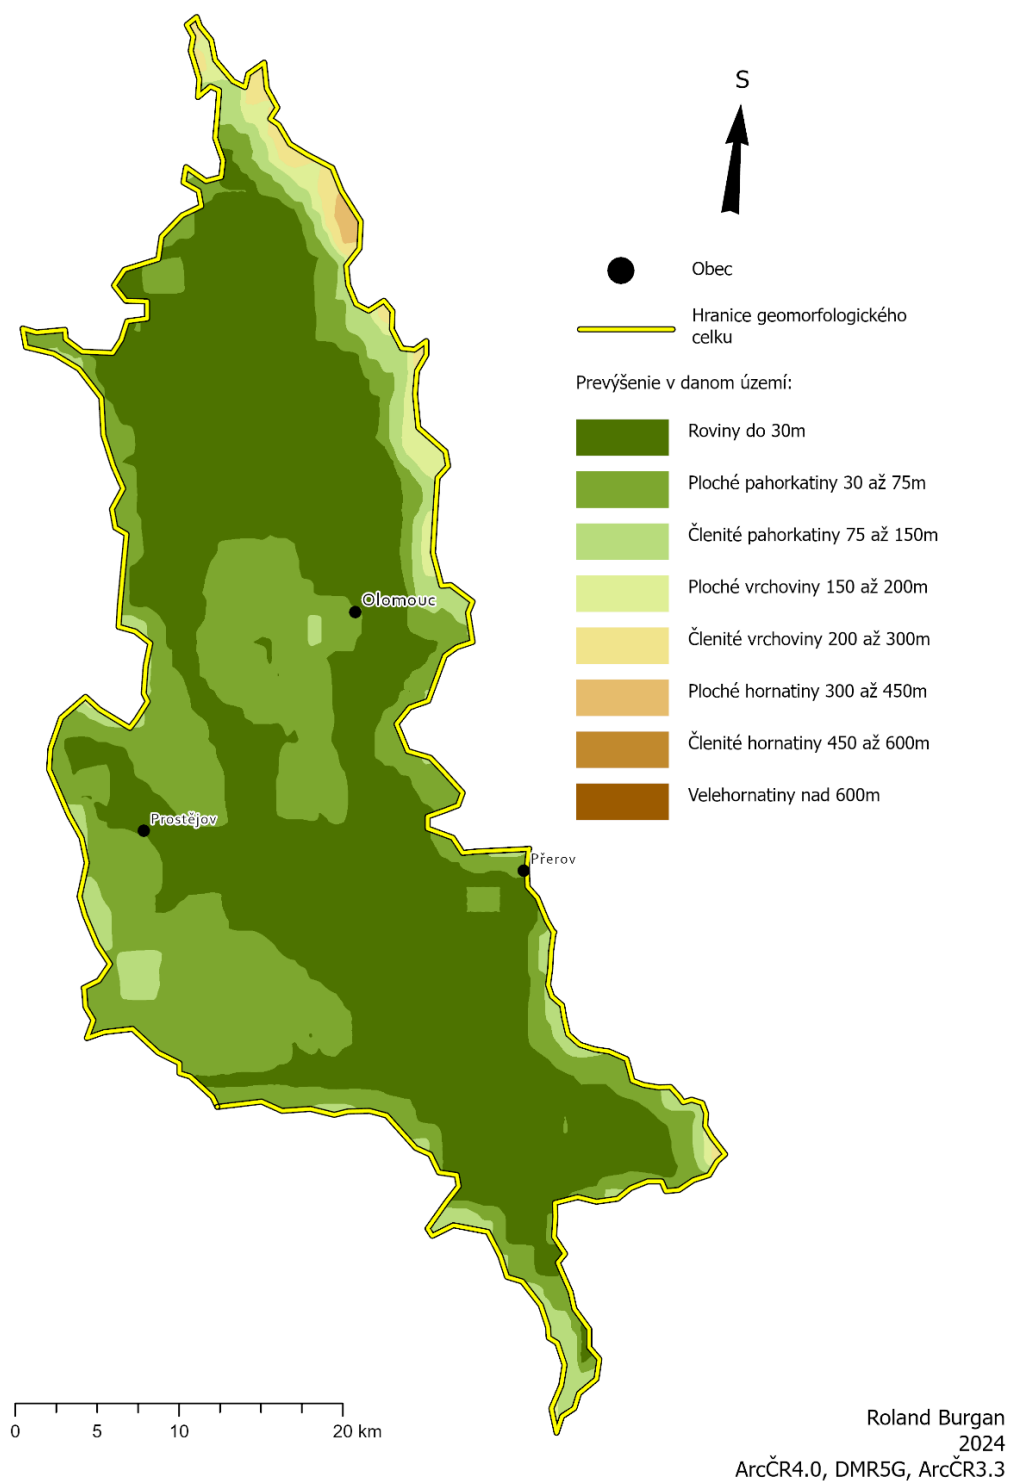 S
Obec
Hranice geomorfologického
celku
Prevýšenie v danom území:
Roviny do 30m
Ploché pahorkatiny 30 až 75m
Členité pahorkatiny 75 až 150m
Ploché vrchoviny 150 až 200m
Členité vrchoviny 200 až 300m
Ploché hornatiny 300 až 450m
Členité hornatiny 450 až 600m
Velehornatiny nad 600m
Olomouc
Prostějov
Přerov
0 5 10 20 km
Roland Burgan
2024
ArcČR4.0, DMR5G, ArcČR3.3